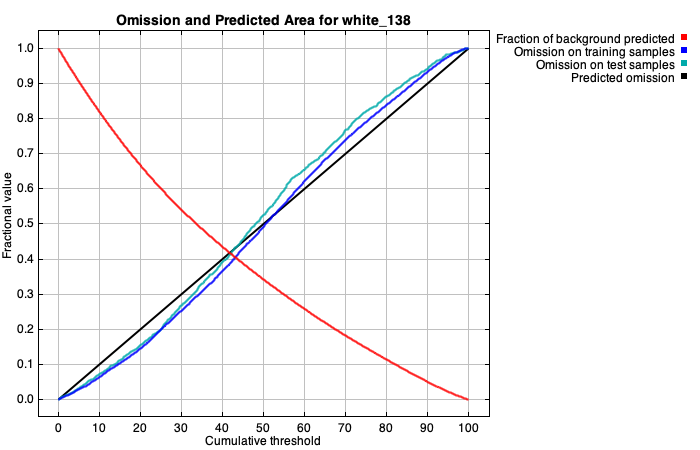 Omission and Predicted Area for white_138
Fraction of background predicted
Omission on training samples
Omission on test samples
Predicted omission
Fractional value
1.0
0.9
0.8
0.7
0.6
0.5
0.4
0.3
0.2
0.1
0.0
0 10 20 30 40 50 60 70 80 90 100
Cumulative threshold